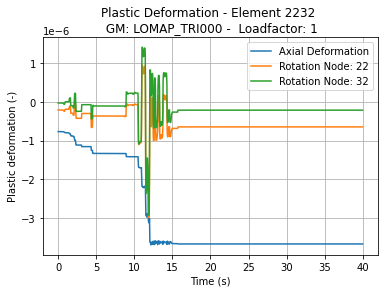 Plastic Deformation - Element 2232
GM: LOMAP_TRI000 - Loadfactor: 1
1e−6
Axial Deformation
Rotation Node: 22
Rotation Node: 32
Plastic deformation (-)
1
0
−1
−2
−3
0 5 10 15 20 25 30 35 40
Time (s)